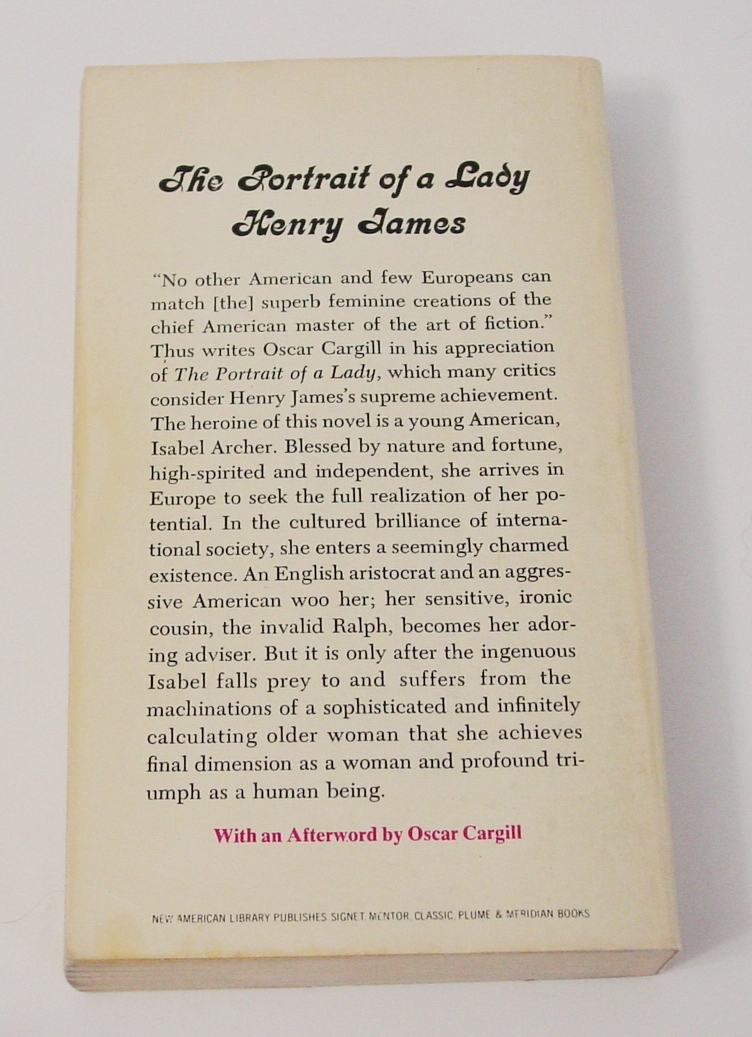 The Portrait of a Lady
Henry James
“No other American and few Europeans can
match [the] superb feminine creations of the
chief American master of the art of fiction.”
Thus writes Oscar Cargill in his appreciation
of The Portrait of a Lady, which many critics
consider Henry James’s supreme achievement.
The heroine of this novel is a young American,
Isabel Archer. Blessed by nature and fortune,
high-spirited and independent, she arrives in
Europe to seek the full realization of her po-
tential. In the cultured brilliance of interna-
tional society, she enters a seemingly charmed
existence. An English aristocrat and an aggres-
sive American woo her; her sensitive, ironic
cousin, the invalid Ralph, becomes her ador-
ing adviser. But it is only after the ingenuous
Isabel falls prey to and suffers from the
machinations of a sophisticated and infinitely
calculating older woman that she achieves
final dimension as a woman and profound tri-
umph as a human being.
With an Afterword by Oscar Cargill
NEW AMERICAN LIBRARY PUBLISHES SIGNET, MENTOR, CLASSIC, PLUME & MERIDIAN BOOKS